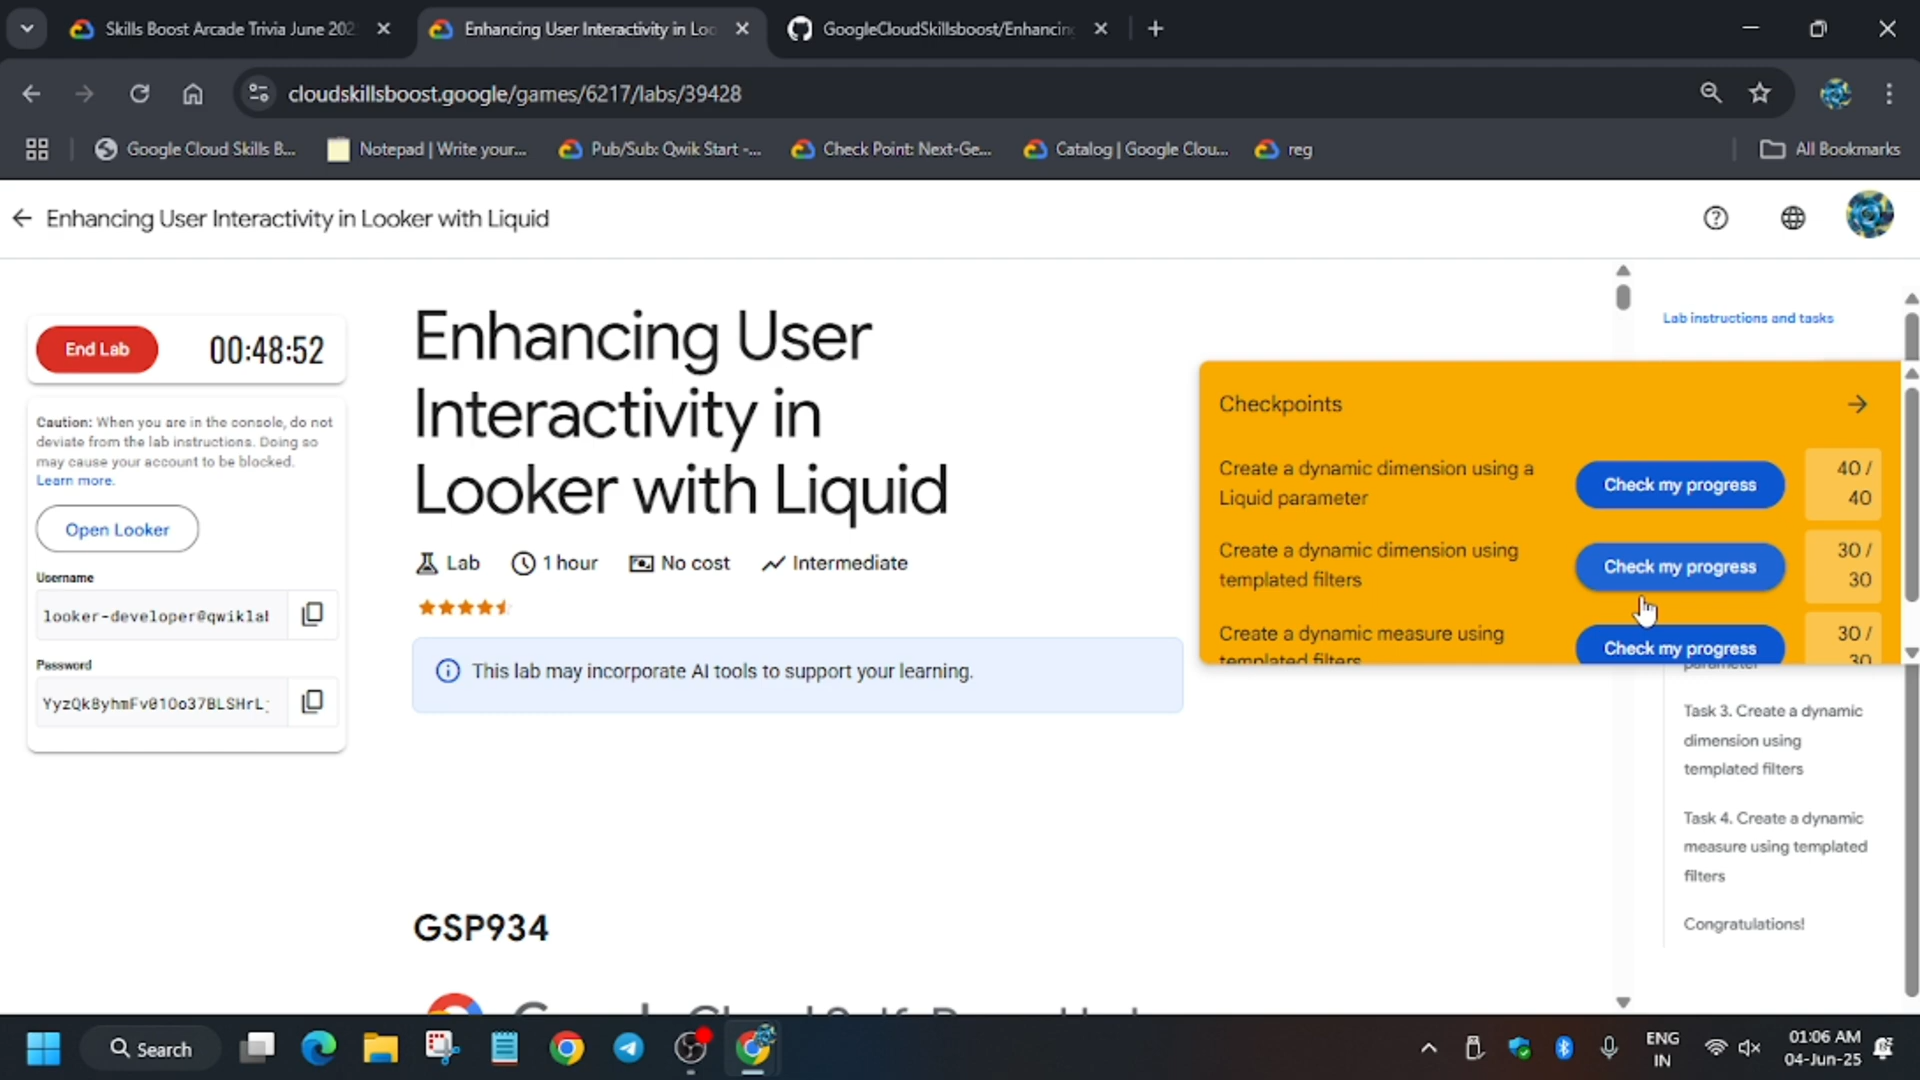 Skills Boost Arcade Trivia June 202
Enhancing User Interactivity in Loo
GoogleCloudSkillsboost/Enhancing
cloudskillsboost.google/games/6217/labs/39428
Google Cloud Skills B...
Notepad | Write your...
Pub/Sub: Qwik Start -...
Check Point: Next-Ge...
Catalog | Google Clou...
reg
All Bookmarks
Enhancing User Interactivity in Looker with Liquid
End Lab
00:48:52
Caution: When you are in the console, do not
deviate from the lab instructions. Doing so
may cause your account to be blocked.
Learn more.
Open Looker
Username
looker-developer@qwiklal
Password
Enhancing User
Interactivity in
Looker with Liquid
Lab
1 hour
No cost
Intermediate
This lab may incorporate AI tools to support your learning.
GSP934
Lab instructions and tasks
Checkpoints
Create a dynamic dimension using a
Liquid parameter
Check my progress
40 /
40
Create a dynamic dimension using
templated filters
Check my progress
30 /
30
Create a dynamic measure using
templated filters
Check my progress
30 /
30
parameter
Task 3. Create a dynamic
dimension using
templated filters
Task 4. Create a dynamic
measure using templated
filters
Congratulations!
Search
ENG
IN
01:06 AM
04-Jun-25